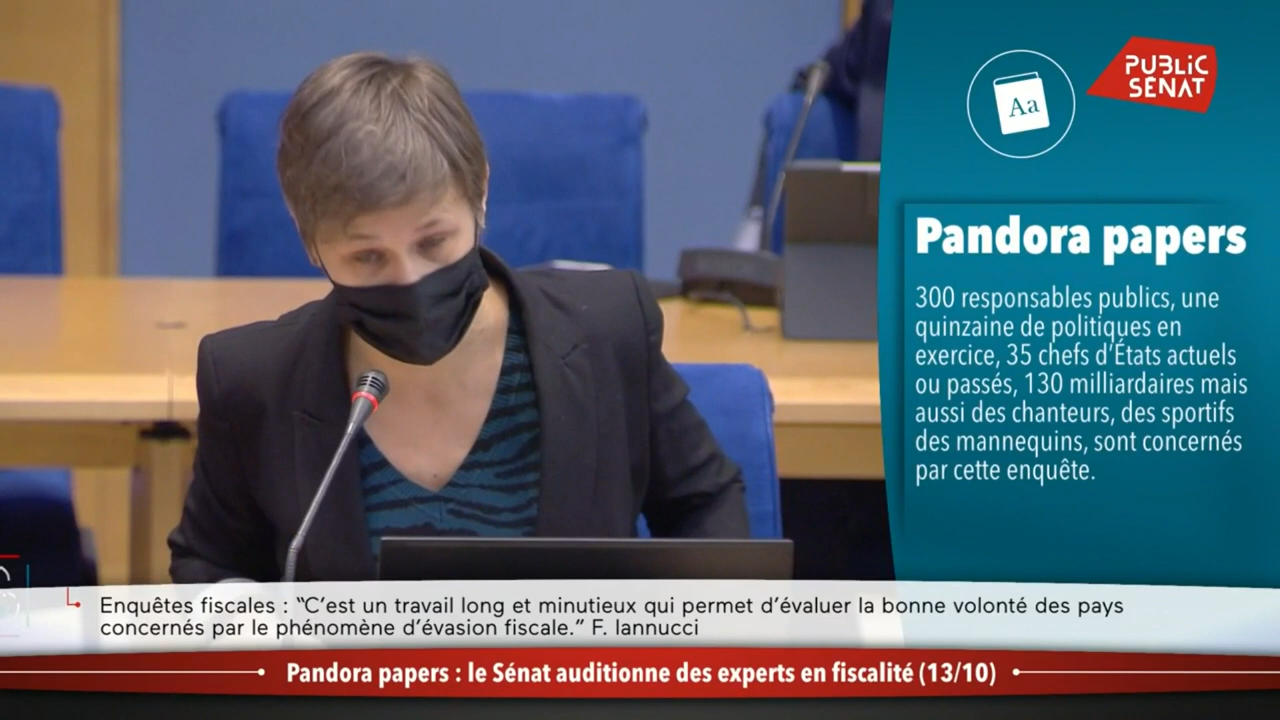 PUBLIC
SÉNAT
Aa
Pandora papers
300 responsables publics, une
quinzaine de politiques en
exercice, 35 chefs d'États actuels
ou passés, 130 milliardaires mais
aussi des chanteurs, des sportifs
des mannequins, sont concernés
par cette enquête.
Enquêtes fiscales : “C'est un travail long et minutieux qui permet d'évaluer la bonne volonté des pays
concernés par le phénomène d'évasion fiscale.” F. Iannucci
Pandora papers : le Sénat auditionne des experts en fiscalité (13/10)